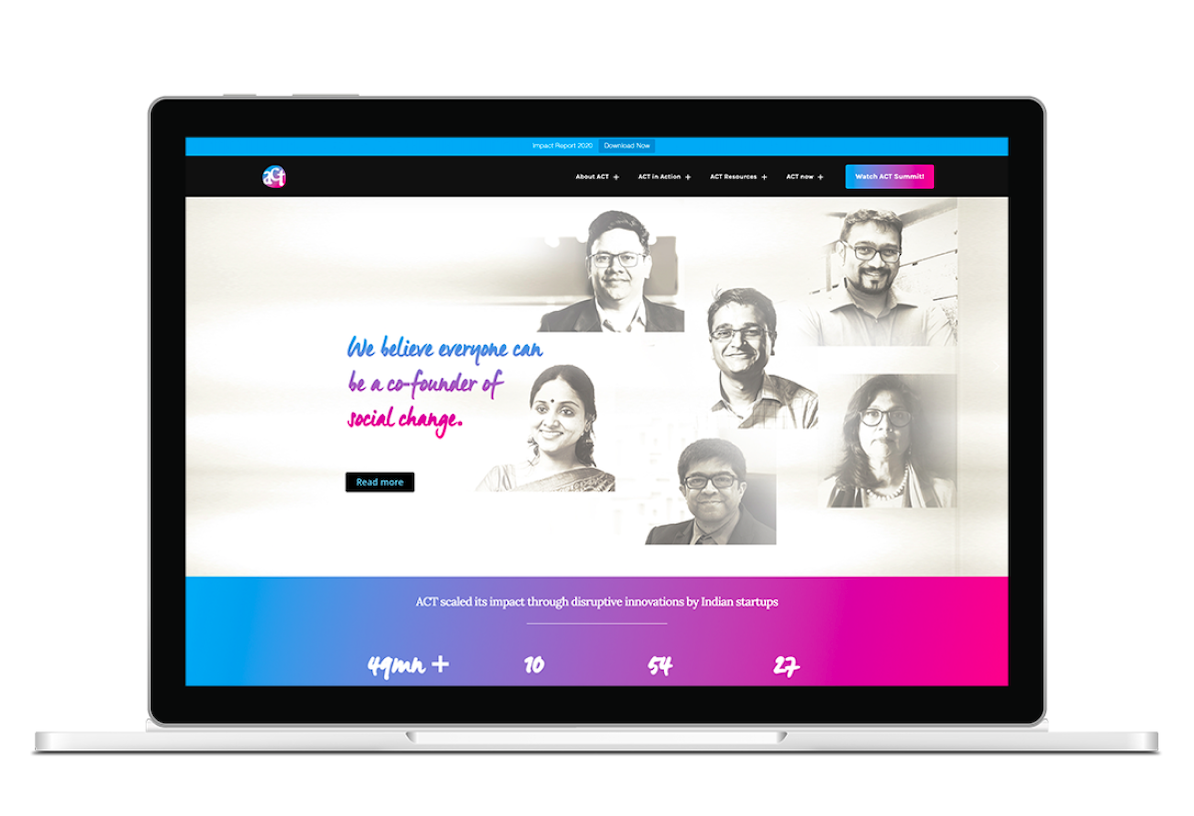 Impact Report 2020 Download Now
act
About ACT + ACT in Action + ACT Resources + ACT now + Watch ACT Summit!
We believe everyone can
be a co-founder of
social change.
Read more
ACT scaled its impact through disruptive innovations by Indian startups
49mn + 10 54 27